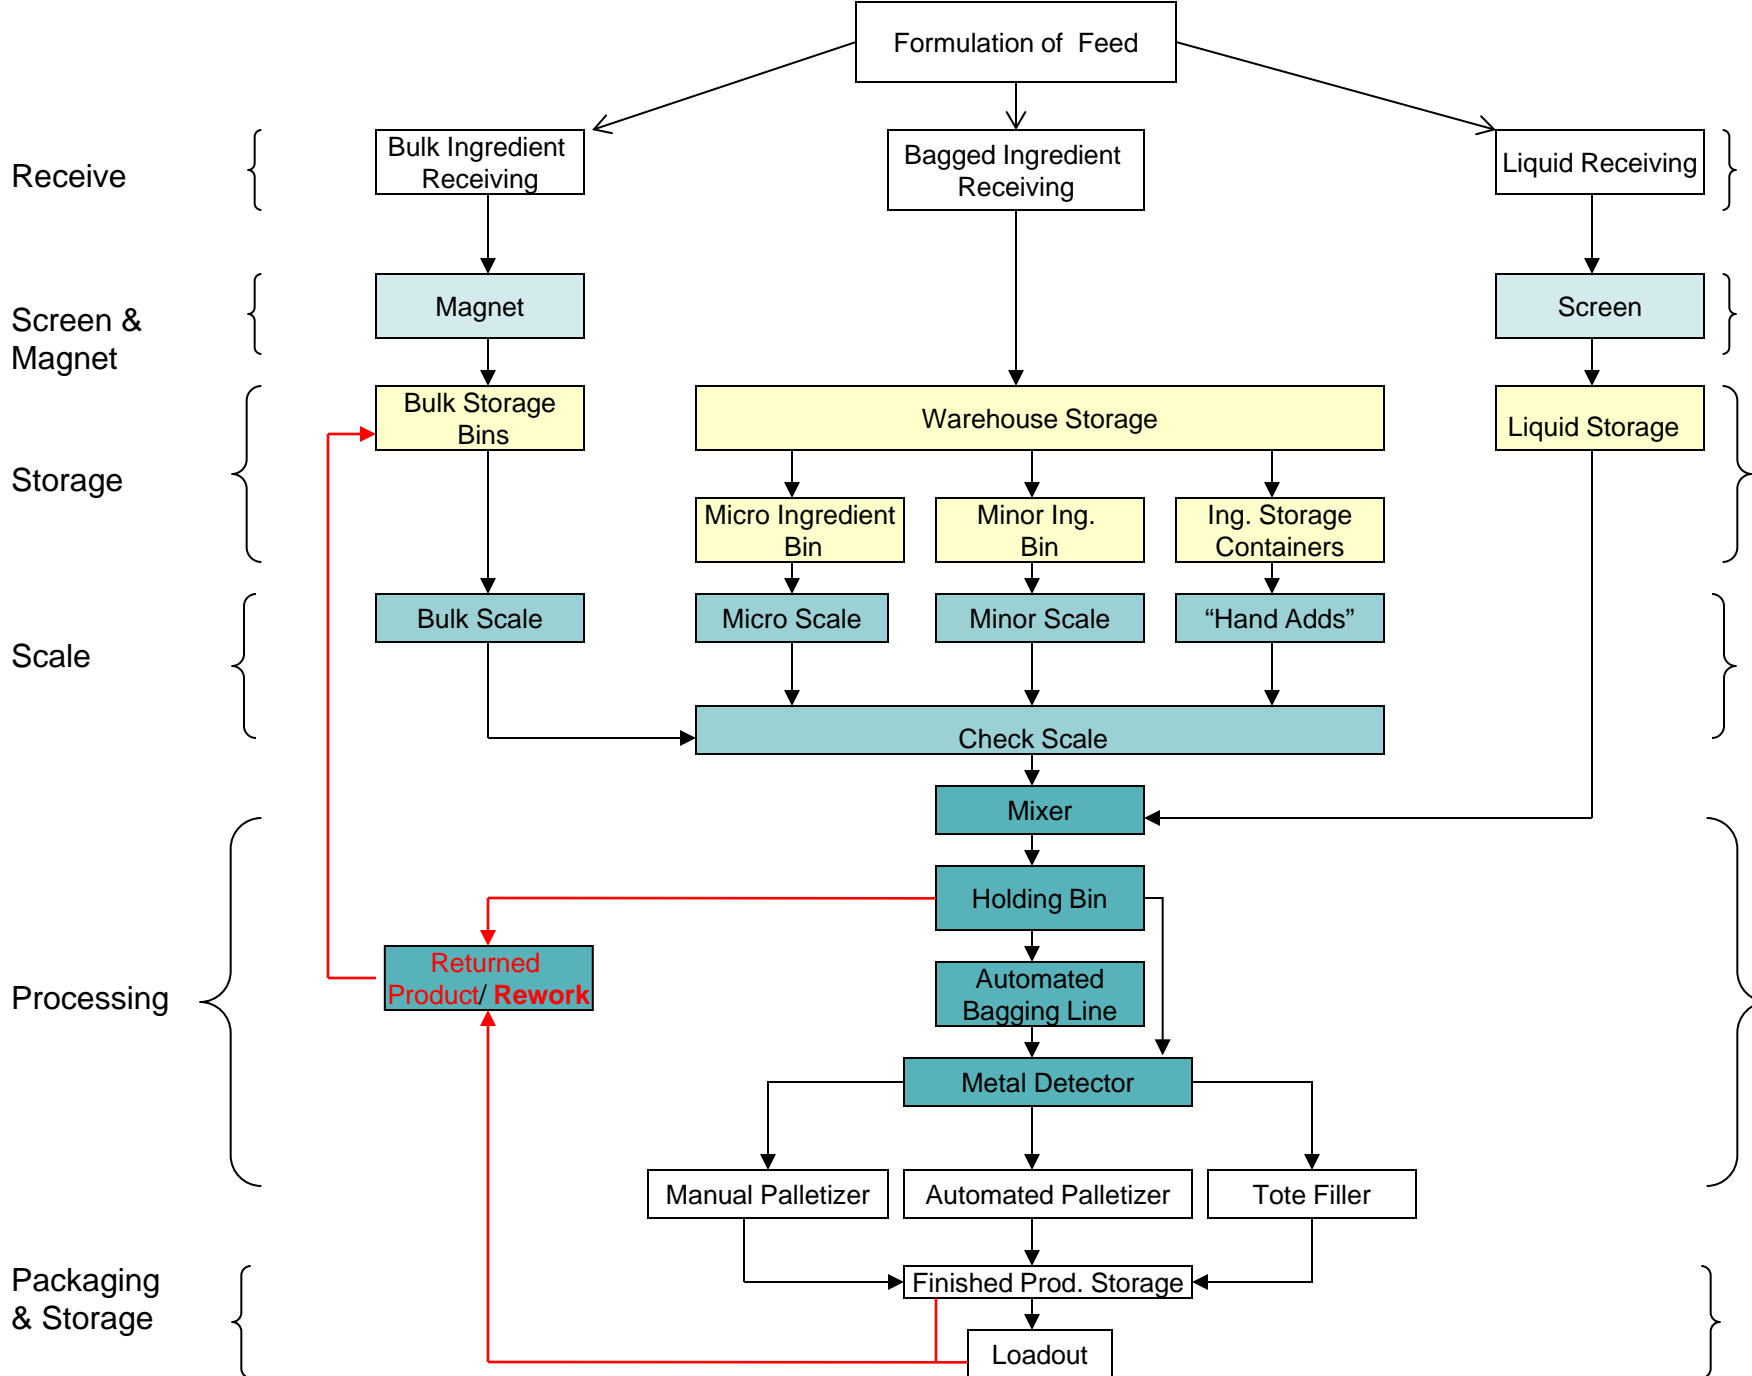 Formulation of Feed
Receive
Bulk Ingredient
Receiving
Bagged Ingredient
Receiving
Liquid Receiving
Screen &
Magnet
Magnet
Screen
Storage
Bulk Storage
Bins
Warehouse Storage
Liquid Storage
Micro Ingredient
Bin
Minor Ing.
Bin
Ing. Storage
Containers
Scale
Bulk Scale
Micro Scale
Minor Scale
“Hand Adds”
Check Scale
Processing
Mixer
Holding Bin
Returned
Product/ Rework
Automated
Bagging Line
Metal Detector
Manual Palletizer
Automated Palletizer
Tote Filler
Packaging
& Storage
Finished Prod. Storage
Loadout